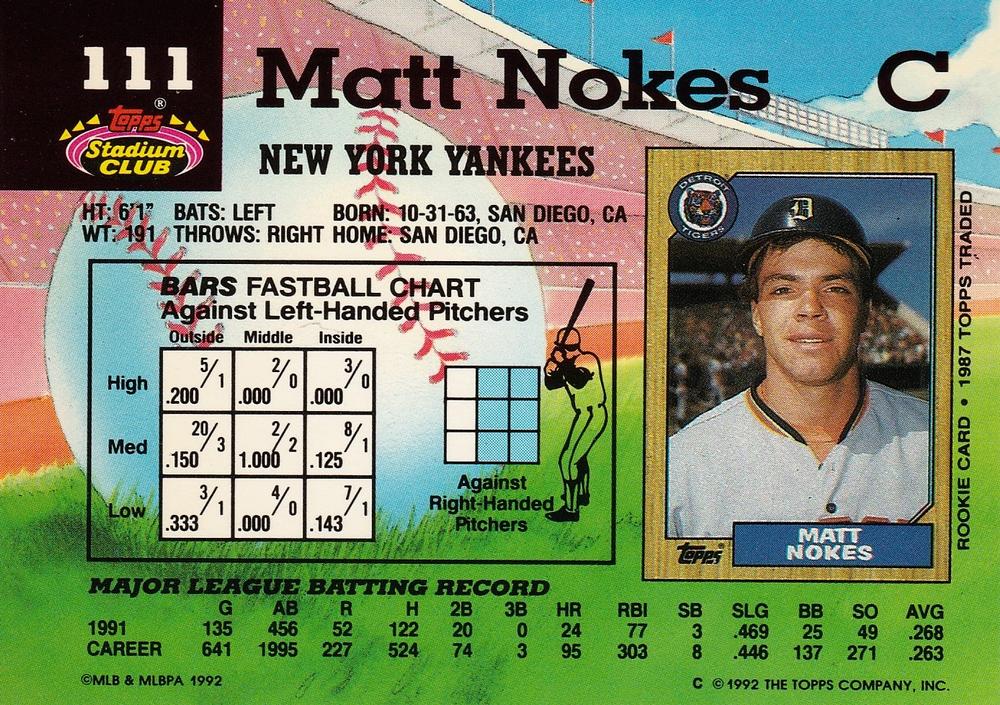 111
Matt Nokes C
Topps®
Stadium
CLUB
NEW YORK YANKEES
HT: 6'1" BATS: LEFT BORN: 10-31-63, SAN DIEGO, CA
WT: 191 THROWS: RIGHT HOME: SAN DIEGO, CA
BARS FASTBALL CHART
Against Left-Handed Pitchers
Outside Middle Inside
High 5/1 .200 2/0 .000 3/0 .000
Med 20/3 .150 2/2 1.000 8/1 .125
Low 3/1 .333 4/0 .000 7/1 .143
Against
Right-Handed
Pitchers
DETROIT
TIGERS
D
topps
MATT
NOKES
ROOKIE CARD • 1987 TOPPS TRADED
MAJOR LEAGUE BATTING RECORD
G AB R H 2B 3B HR RBI SB SLG BB SO AVG
1991 135 456 52 122 20 0 24 77 3 .469 25 49 .268
CAREER 641 1995 227 524 74 3 95 303 8 .446 137 271 .263
©MLB & MLBPA 1992
C ©1992 THE TOPPS COMPANY, INC.